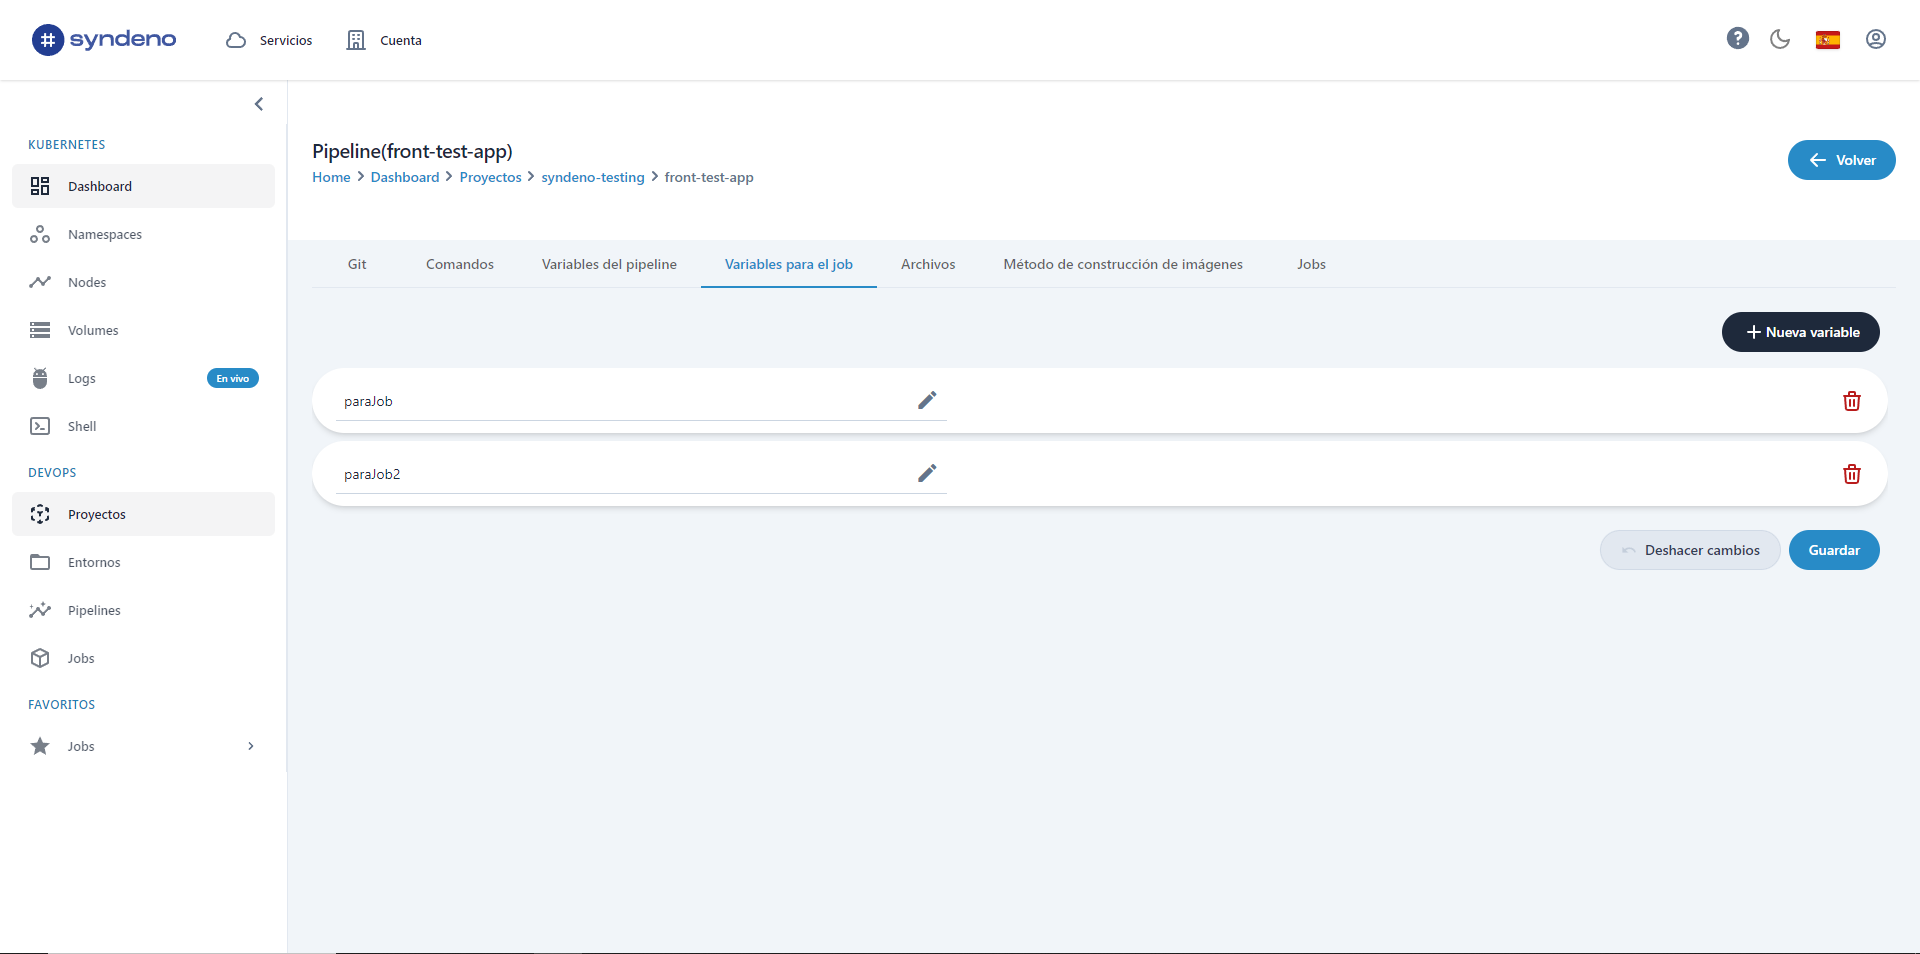 # syndeno
Servicios
Cuenta
?
KUBERNETES
Dashboard
Namespaces
Nodes
Volumes
Logs En vivo
Shell
DEVOPS
Proyectos
Entornos
Pipelines
Jobs
FAVORITOS
Jobs
Pipeline(front-test-app)
Home > Dashboard > Proyectos > syndeno-testing > front-test-app
Volver
Git Comandos Variables del pipeline Variables para el job Archivos Método de construcción de imágenes Jobs
+ Nueva variable
paraJob
paraJob2
Deshacer cambios Guardar